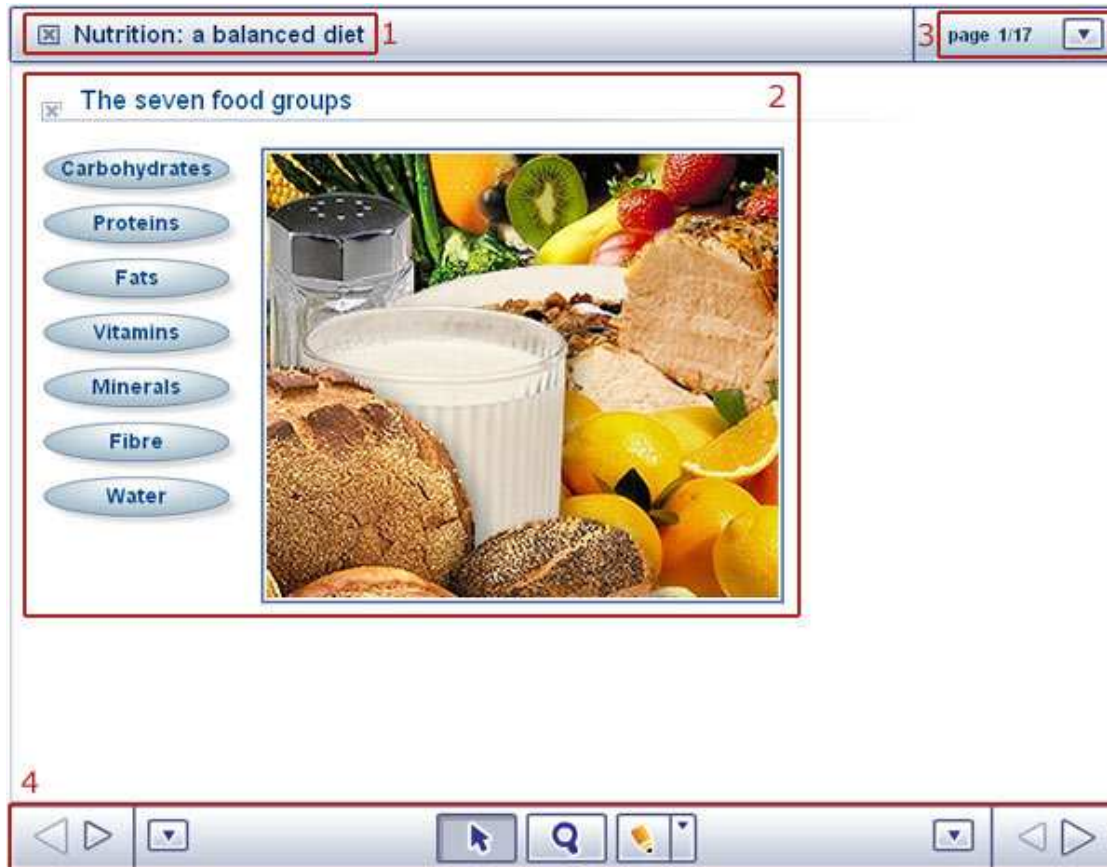 Nutrition: a balanced diet 1
3 page 1/17
The seven food groups 2
Carbohydrates
Proteins
Fats
Vitamins
Minerals
Fibre
Water
4